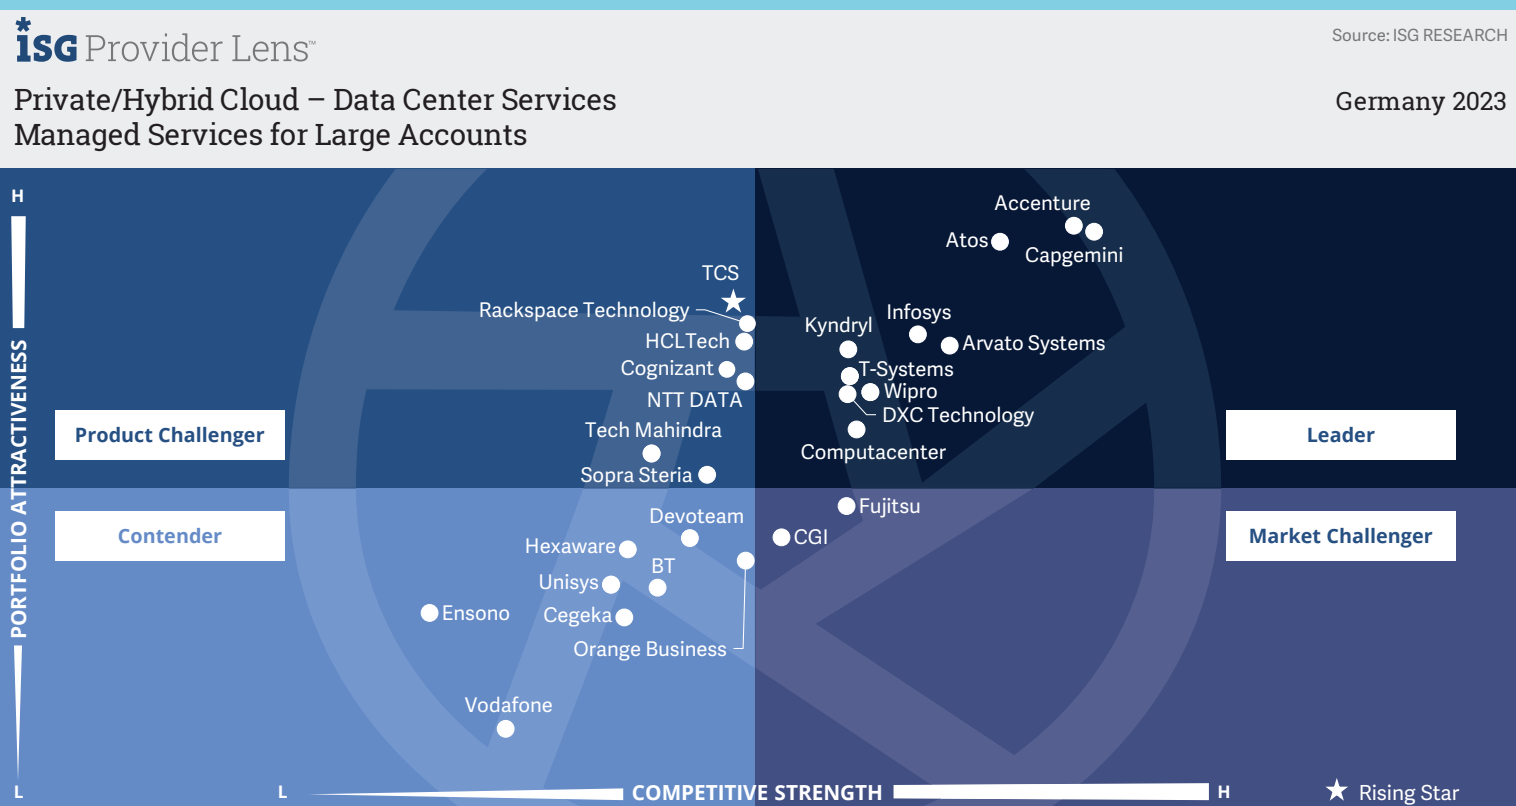 ISG Provider Lens™
Source: ISG RESEARCH
Private/Hybrid Cloud – Data Center Services
Managed Services for Large Accounts
Germany 2023
H
PORTFOLIO ATTRACTIVENESS
L
Accenture
Atos
Capgemini
TCS
Rackspace Technology
HCLTech
Cognizant
NTT DATA
Tech Mahindra
Sopra Steria
Infosys
Kyndryl
Arvato Systems
T-Systems
Wipro
DXC Technology
Computacenter
Product Challenger
Leader
Contender
Market Challenger
Fujitsu
CGI
Devoteam
Hexaware
BT
Unisys
Ensono
Cegeka
Orange Business
Vodafone
L
COMPETITIVE STRENGTH
H
Rising Star